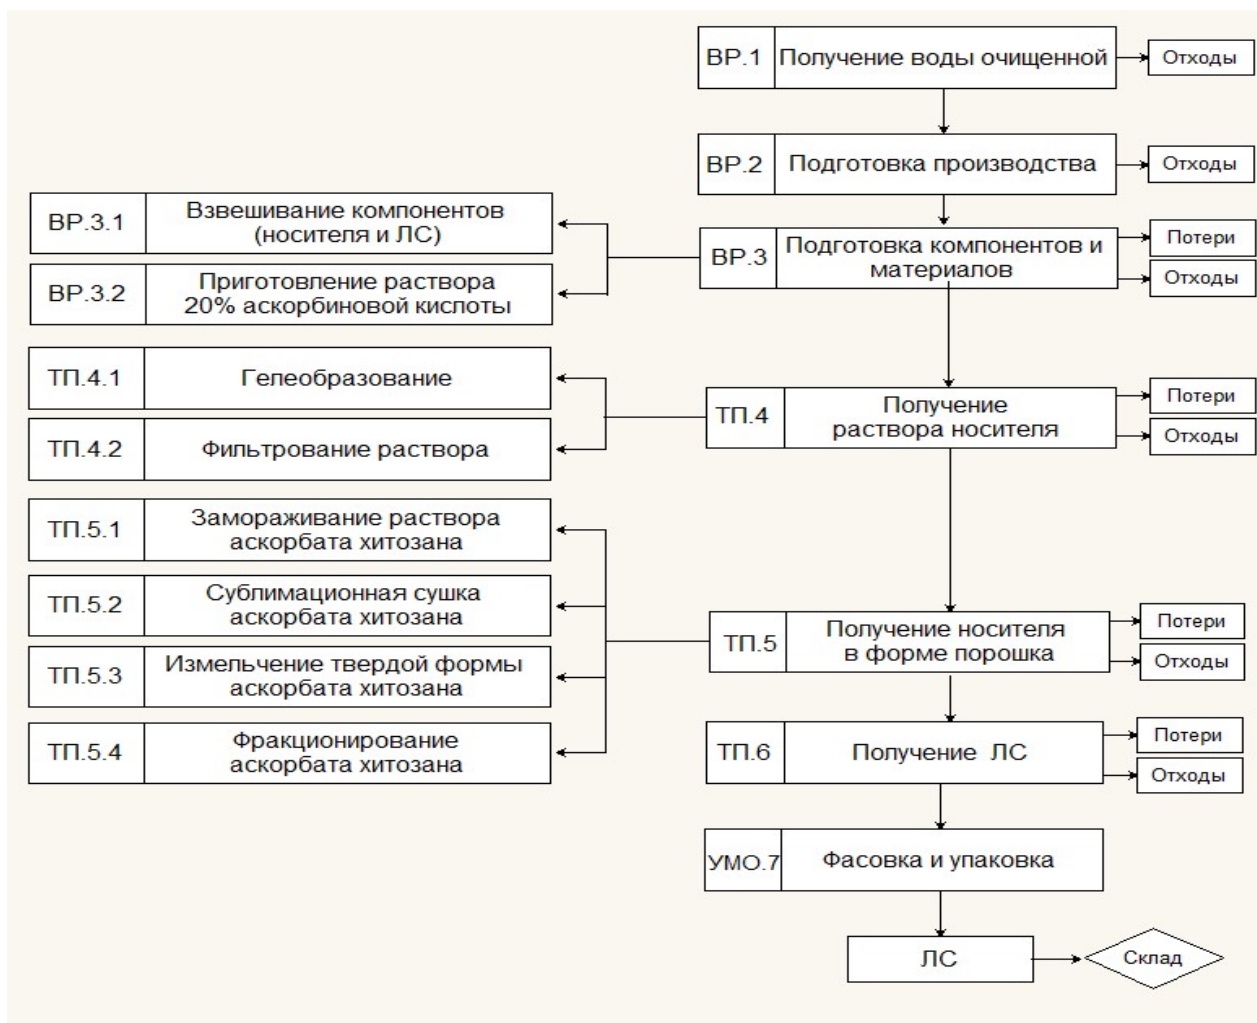 ВР.1
Получение воды очищенной
Отходы
ВР.2
Подготовка производства
Отходы
ВР.3.1
Взвешивание компонентов
(носителя и ЛС)
ВР.3.2
Приготовление раствора
20% аскорбиновой кислоты
ВР.3
Подготовка компонентов и
материалов
Потери
Отходы
ТП.4.1
Гелеобразование
ТП.4.2
Фильтрование раствора
ТП.4
Получение
раствора носителя
Потери
Отходы
ТП.5.1
Замораживание раствора
аскорбата хитозана
ТП.5.2
Сублимационная сушка
аскорбата хитозана
ТП.5.3
Измельчение твердой формы
аскорбата хитозана
ТП.5.4
Фракционирование
аскорбата хитозана
ТП.5
Получение носителя
в форме порошка
Потери
Отходы
ТП.6
Получение ЛС
Потери
Отходы
УМО.7
Фасовка и упаковка
ЛС
Склад